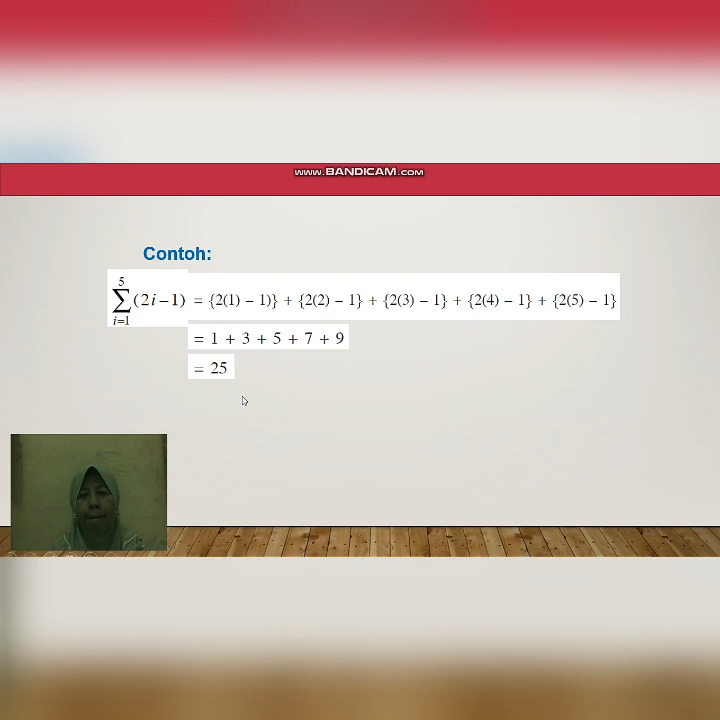 www.BANDICAM.com
Contoh:
5
∑(2i−1) = {2(1) − 1)} + {2(2) − 1} + {2(3) − 1} + {2(4) − 1} + {2(5) − 1}
i=1
= 1 + 3 + 5 + 7 + 9
= 25